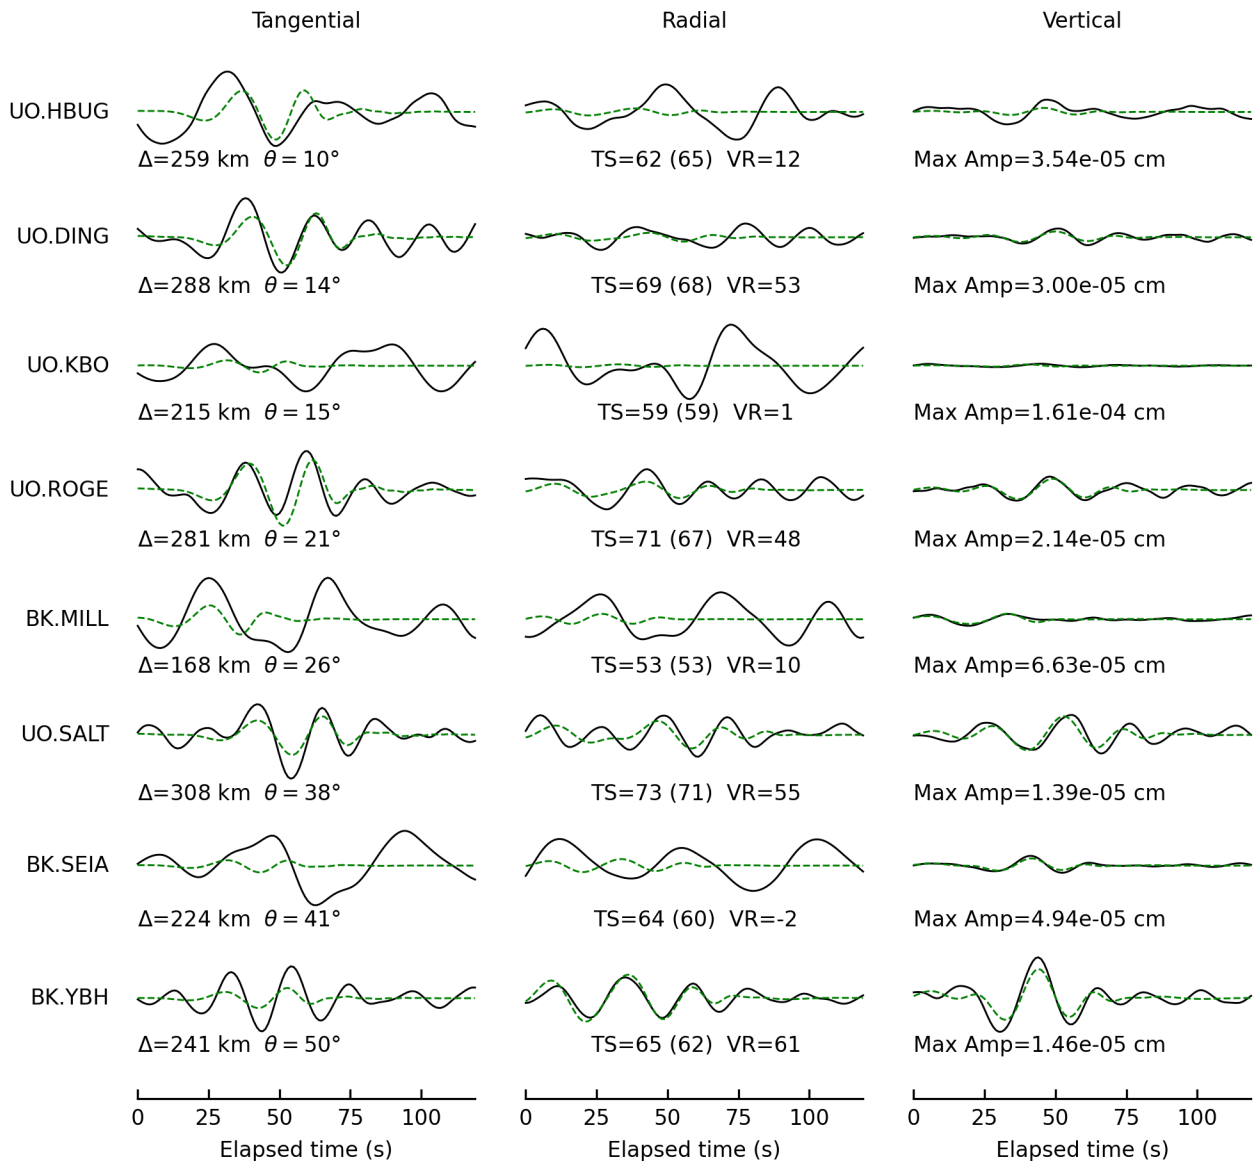 Tangential Radial Vertical
UO.HBUG
Δ=259 km θ = 10° TS=62 (65) VR=12 Max Amp=3.54e-05 cm
UO.DING
Δ=288 km θ = 14° TS=69 (68) VR=53 Max Amp=3.00e-05 cm
UO.KBO
Δ=215 km θ = 15° TS=59 (59) VR=1 Max Amp=1.61e-04 cm
UO.ROGE
Δ=281 km θ = 21° TS=71 (67) VR=48 Max Amp=2.14e-05 cm
BK.MILL
Δ=168 km θ = 26° TS=53 (53) VR=10 Max Amp=6.63e-05 cm
UO.SALT
Δ=308 km θ = 38° TS=73 (71) VR=55 Max Amp=1.39e-05 cm
BK.SEIA
Δ=224 km θ = 41° TS=64 (60) VR=-2 Max Amp=4.94e-05 cm
BK.YBH
Δ=241 km θ = 50° TS=65 (62) VR=61 Max Amp=1.46e-05 cm
0 25 50 75 100 0 25 50 75 100 0 25 50 75 100
Elapsed time (s) Elapsed time (s) Elapsed time (s)